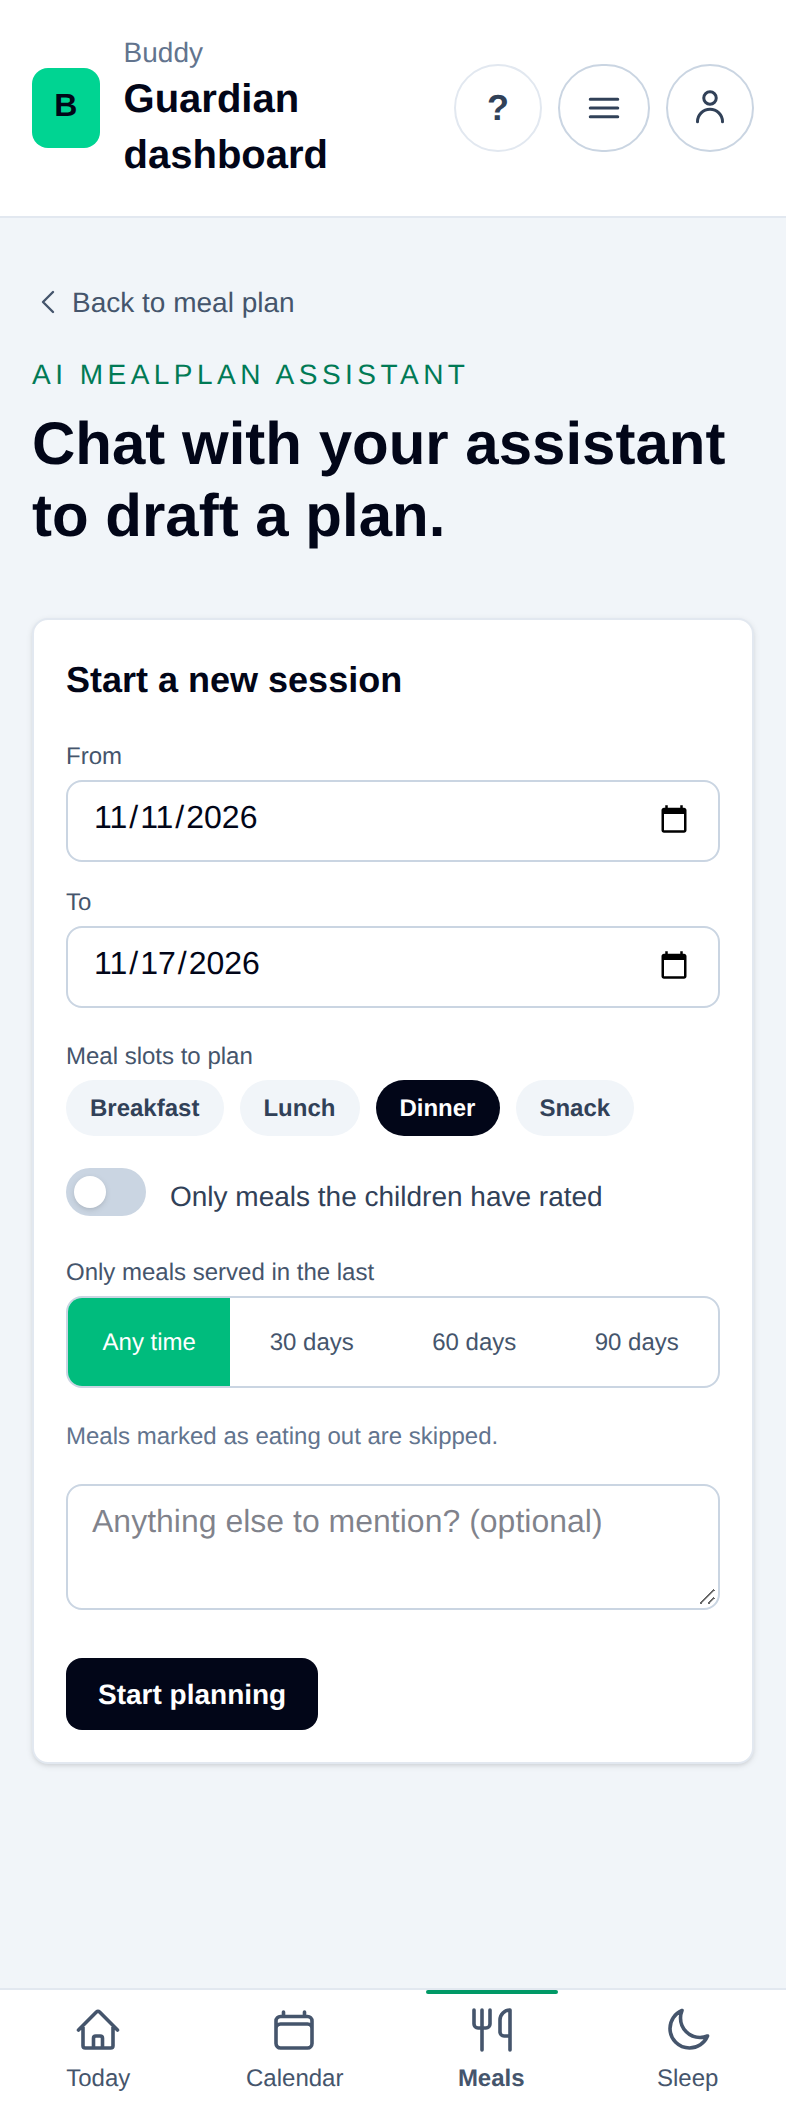 B
Buddy
Guardian
dashboard
?
Back to meal plan
AI MEALPLAN ASSISTANT
Chat with your assistant
to draft a plan.
Start a new session
From
11/11/2026
To
11/17/2026
Meal slots to plan
Breakfast Lunch Dinner Snack
Only meals the children have rated
Only meals served in the last
Any time 30 days 60 days 90 days
Meals marked as eating out are skipped.
Anything else to mention? (optional)
Start planning
Today Calendar Meals Sleep